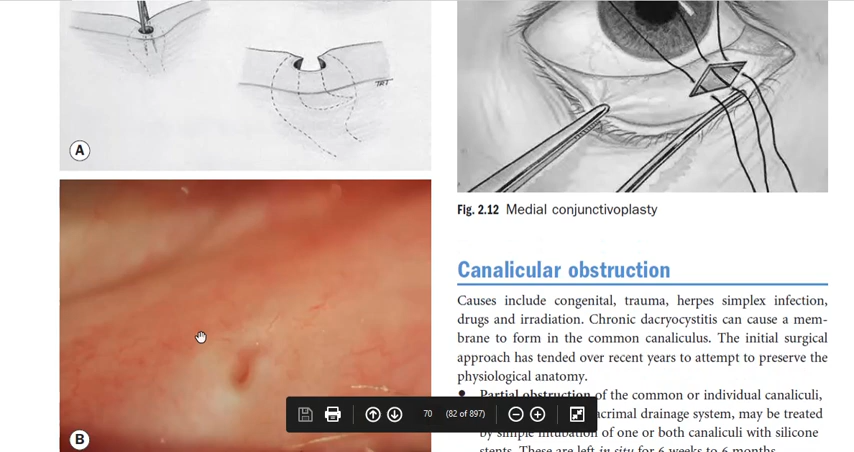 TRT
A
B
Fig. 2.12 Medial conjunctivoplasty
Canalicular obstruction
Causes include congenital, trauma, herpes simplex infection,
drugs and irradiation. Chronic dacryocystitis can cause a mem-
brane to form in the common canaliculus. The initial surgical
approach has tended over recent years to attempt to preserve the
physiological anatomy.
• Partial obstruction of the common or individual canaliculi,
acrimal drainage system, may be treated
by simple intubation of one or both canaliculi with silicone
stents. These are left in situ for 6 weeks to 6 months.
70 (82 of 897)